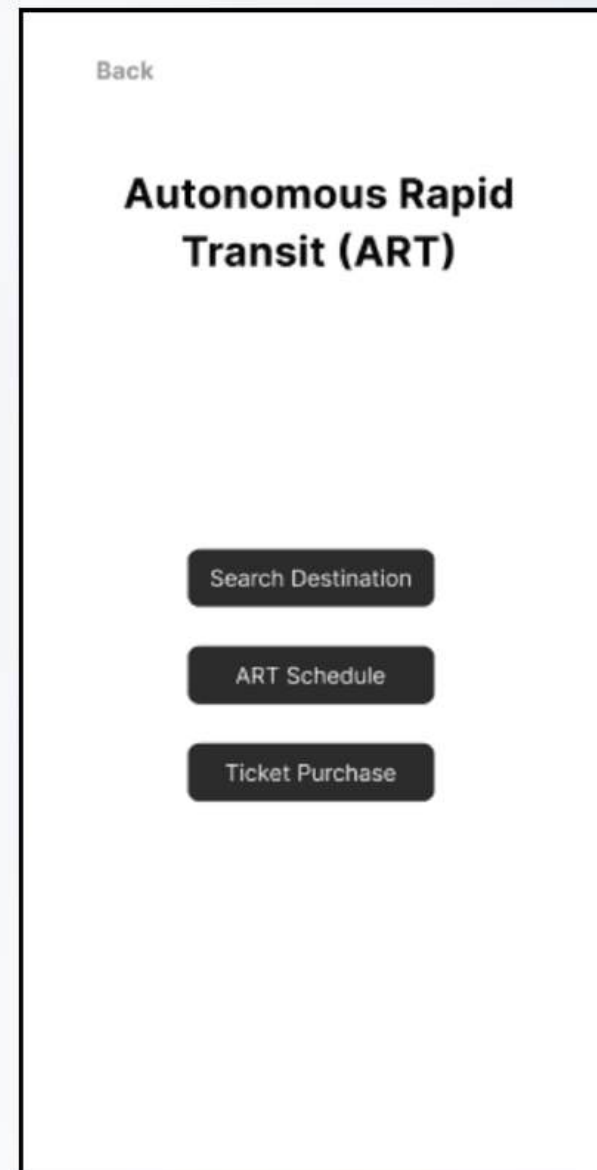 Back
Autonomous Rapid
Transit (ART)
Search Destination
ART Schedule
Ticket Purchase